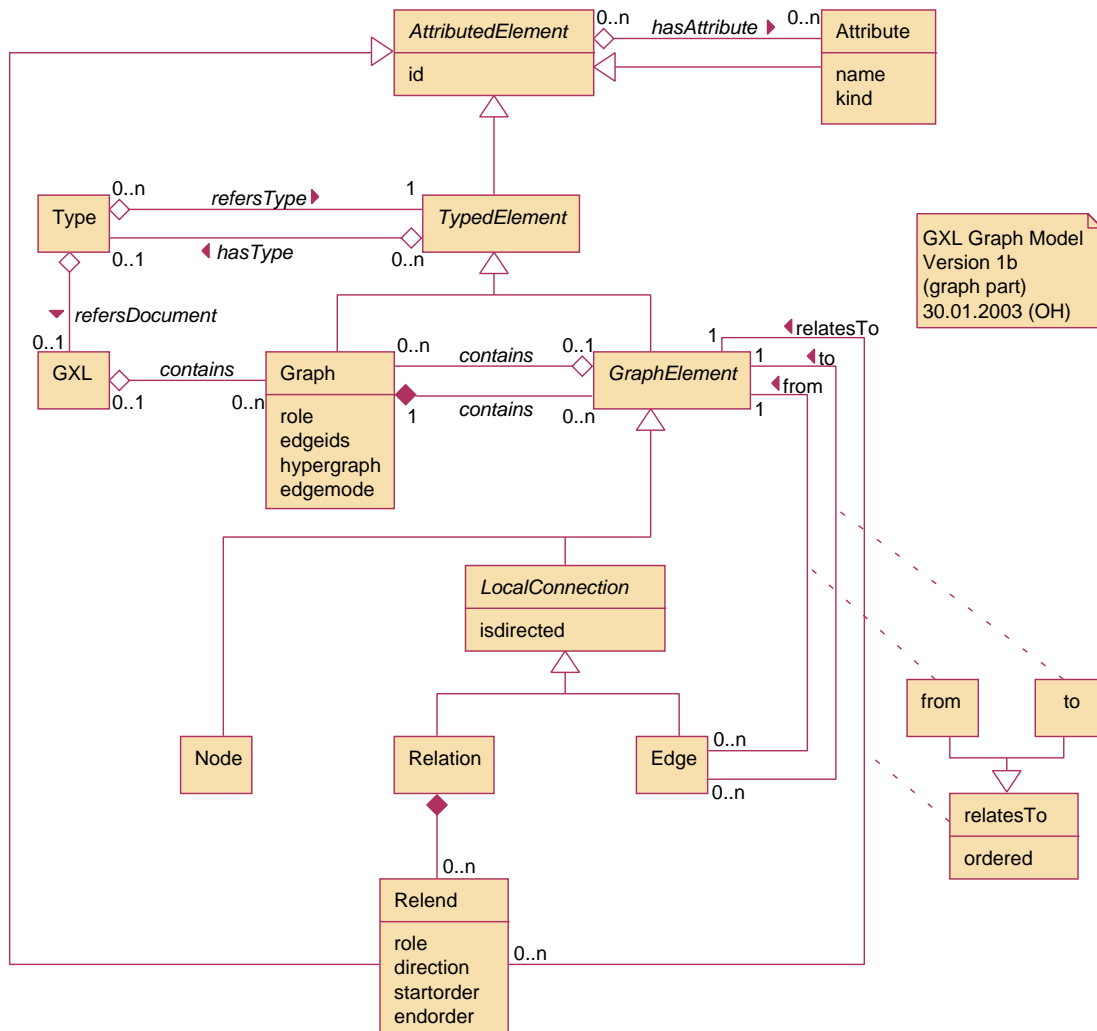 0..n
hasAttribute
0..n
AttributedElement
Attribute
id
name
kind
0..n
refersType
1
Type
TypedElement
0..1
hasType
0..n
GXL Graph Model
Version 1b
(graph part)
30.01.2003 (OH)
refersDocument
0..1
GXL
contains
0..1
0..n
0..n
contains
0..1
Graph
1
contains
0..n
role
edgeids
hypergraph
edgemode
GraphElement
1
relatesTo
1
to
from
1
LocalConnection
isdirected
from
to
Node
Relation
Edge
0..n
0..n
relatesTo
ordered
0..n
Relend
role
direction
startorder
endorder
0..n